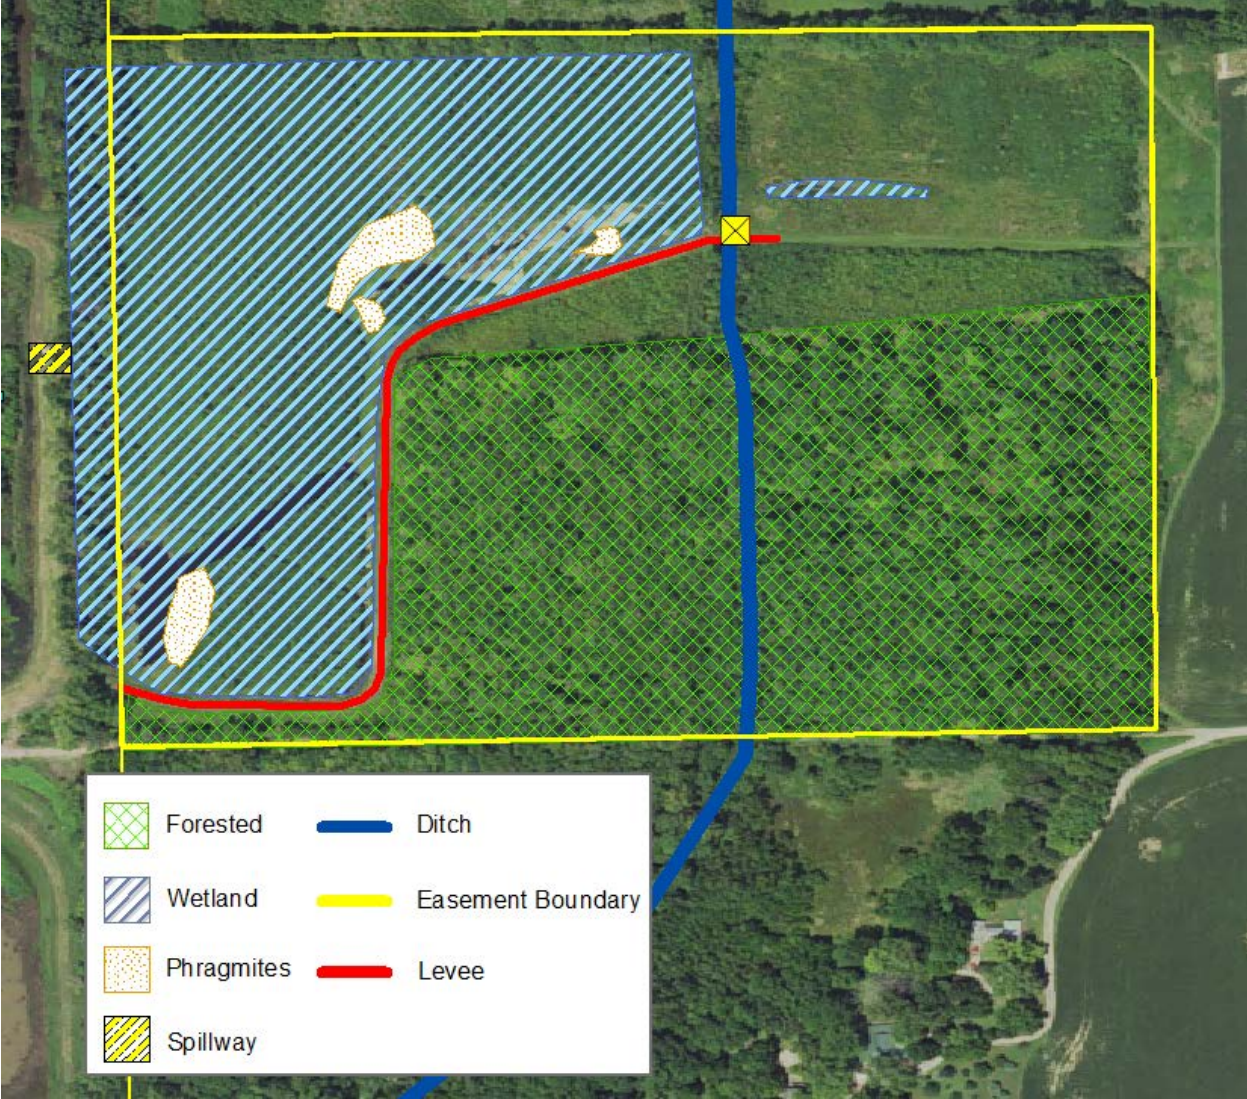 Forested
Ditch
Wetland
Easement Boundary
Phragmites
Levee
Spillway